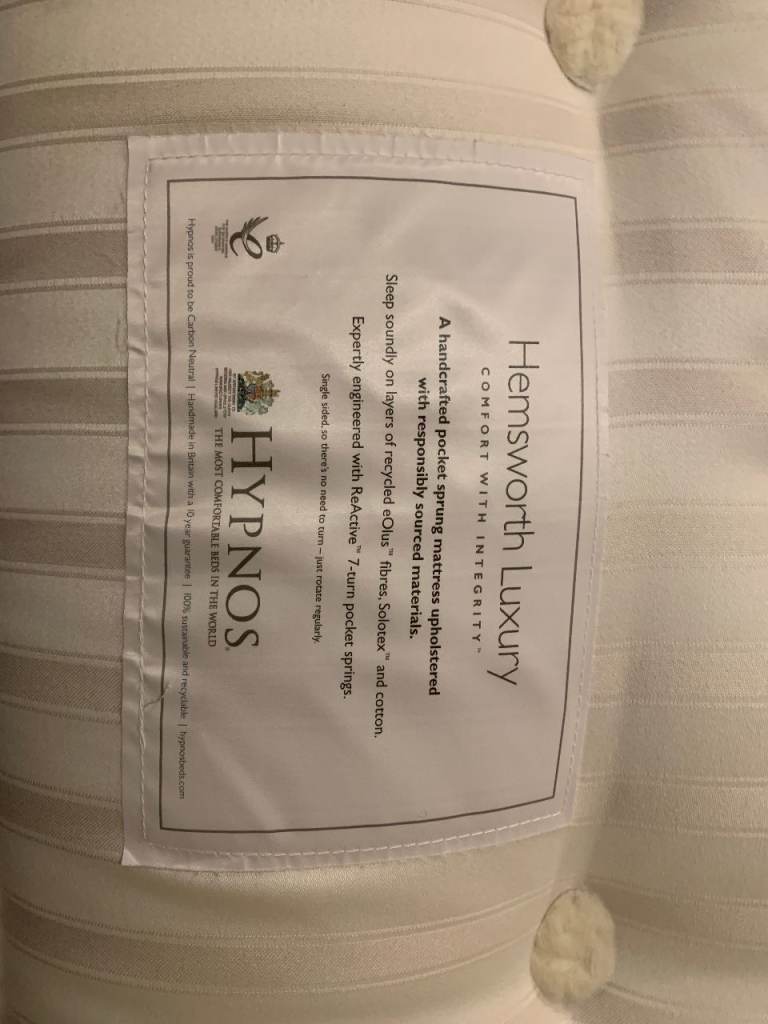 Hemsworth Luxury
COMFORT WITH INTEGRITY™
A handcrafted pocket sprung mattress upholstered
with responsibly sourced materials.
Sleep soundly on layers of recycled eOlus™ fibres, Solotex™ and cotton.
Expertly engineered with ReActive™ 7-turn pocket springs.
Single sided, so there's no need to turn – just rotate regularly.
HYPNOS®
THE MOST COMFORTABLE BEDS IN THE WORLD
Hypnos is proud to be Carbon Neutral | Handmade in Britain with a 10 year guarantee | 100% sustainable and recyclable | hypnosbeds.com